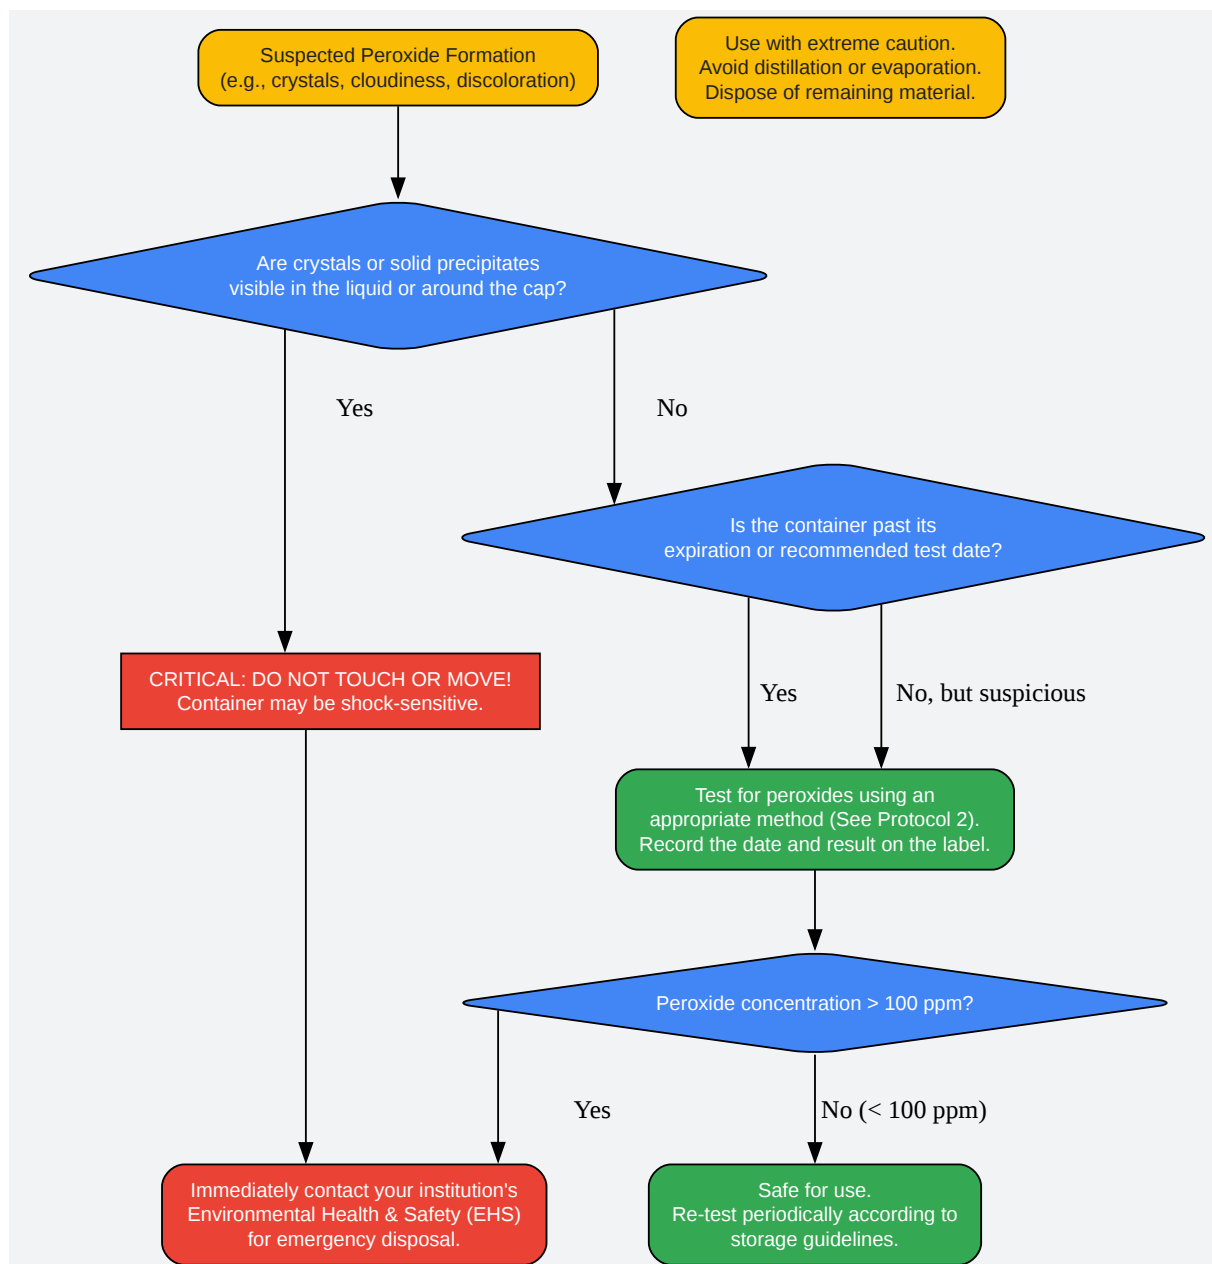 Suspected Peroxide Formation
(e.g., crystals, cloudiness, discoloration)
Use with extreme caution.
Avoid distillation or evaporation.
Dispose of remaining material.
Are crystals or solid precipitates
visible in the liquid or around the cap?
Yes
No
Is the container past its
expiration or recommended test date?
CRITICAL: DO NOT TOUCH OR MOVE!
Container may be shock-sensitive.
Yes
No, but suspicious
Test for peroxides using an
appropriate method (See Protocol 2).
Record the date and result on the label.
Peroxide concentration > 100 ppm?
Yes
No (< 100 ppm)
Immediately contact your institution's
Environmental Health & Safety (EHS)
for emergency disposal.
Safe for use.
Re-test periodically according to
storage guidelines.